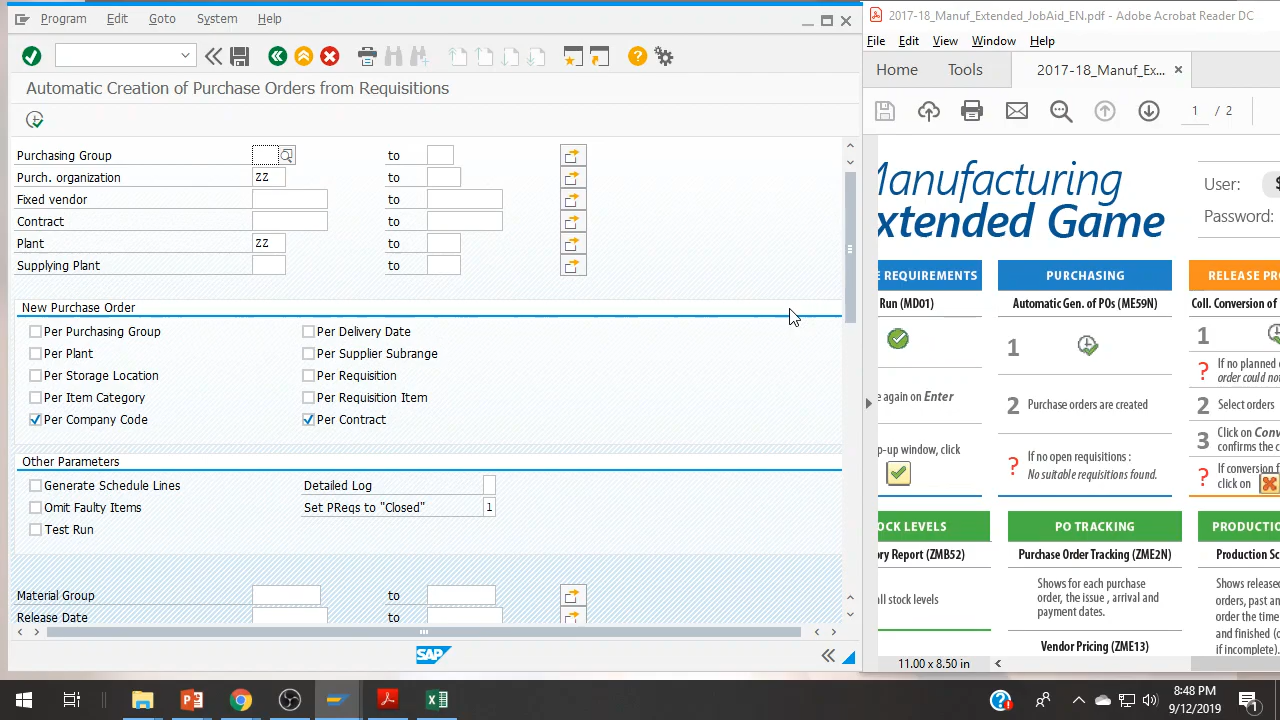 Program Edit Goto System Help
Automatic Creation of Purchase Orders from Requisitions
Purchasing Group to
Purch. organization ZZ to
Fixed vendor to
Contract to
Plant ZZ to
Supplying Plant to
New Purchase Order
Per Purchasing Group Per Delivery Date
Per Plant Per Supplier Subrange
Per Storage Location Per Requisition
Per Item Category Per Requisition Item
Per Company Code Per Contract
Other Parameters
Generate Schedule Lines Detailed Log
Omit Faulty Items Set PReqs to "Closed" 1
Test Run
Material Group to
Release Date to
SAP
2017-18_Manuf_Extended_JobAid_EN.pdf - Adobe Acrobat Reader DC
File Edit View Window Help
Home Tools 2017-18_Manuf_Ex... ×
1 / 2
Manufacturing
xtended Game
User: $
Password:
E REQUIREMENTS
Run (MD01)
e again on Enter
p-up window, click
PURCHASING
Automatic Gen. of POs (ME59N)
1
2 Purchase orders are created
? If no open requisitions :
No suitable requisitions found.
RELEASE PR
Coll. Conversion of
1
? If no planned o
order could not
2 Select orders
3 Click on Conv
confirms the c
? If conversion f
click on
OCK LEVELS
ory Report (ZMB52)
all stock levels
PO TRACKING
Purchase Order Tracking (ZME2N)
Shows for each purchase
order, the issue , arrival and
payment dates.
Vendor Pricing (ZME13)
PRODUCTIO
Production Sc
Shows release
orders, past an
order the time
and finished (o
if incomplete).
11.00 x 8.50 in
8:48 PM
9/12/2019
1